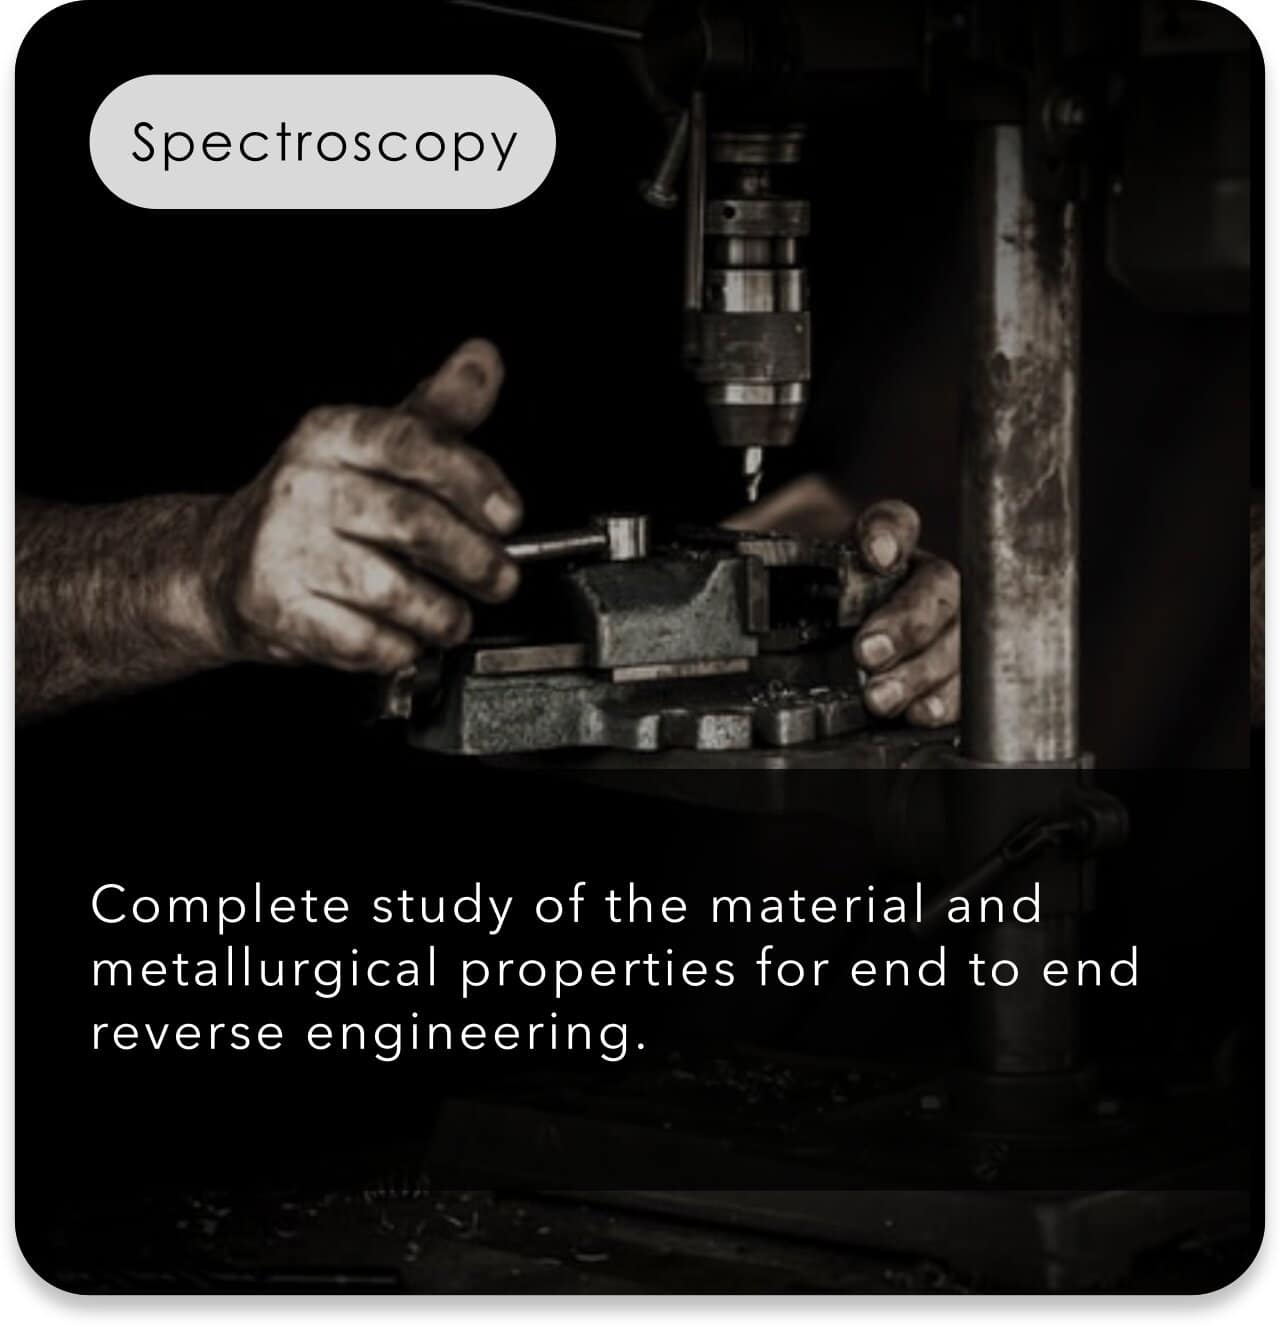 Spectroscopy
Complete study of the material and
metallurgical properties for end to end
reverse engineering.